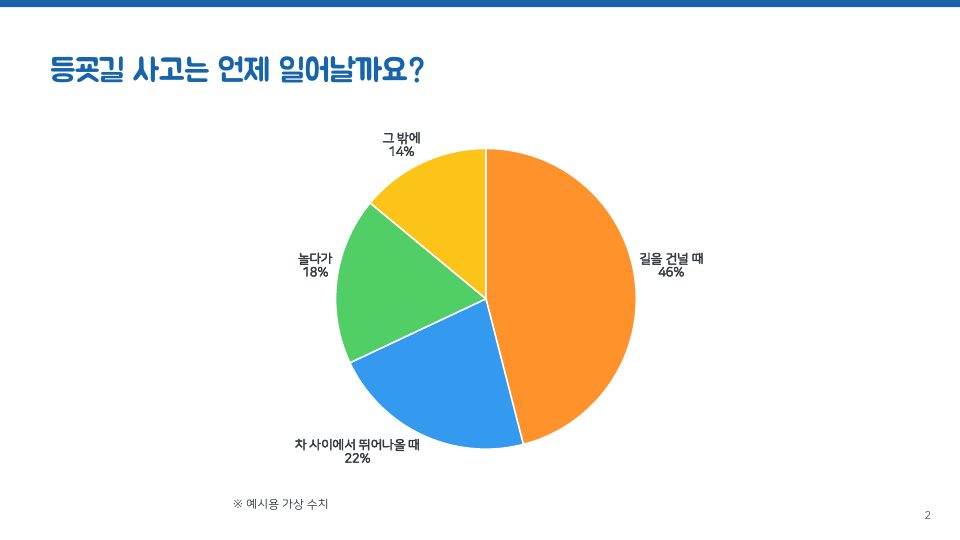 등굣길 사고는 언제 일어날까요?
그 밖에
14%
놀다가
18%
길을 건널 때
46%
차 사이에서 뛰어나올 때
22%
※ 예시용 가상 수치
2